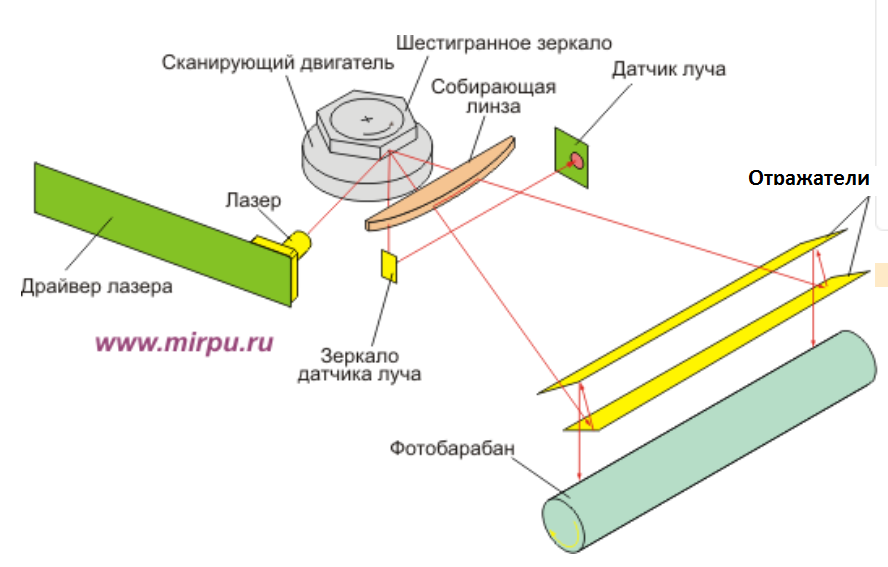 Шестигранное зеркало
Сканирующий двигатель
Датчик луча
Собирающая
линза
Отражатели
Лазер
Драйвер лазера
www.mirpu.ru
Зеркало
датчика луча
Фотобарабан